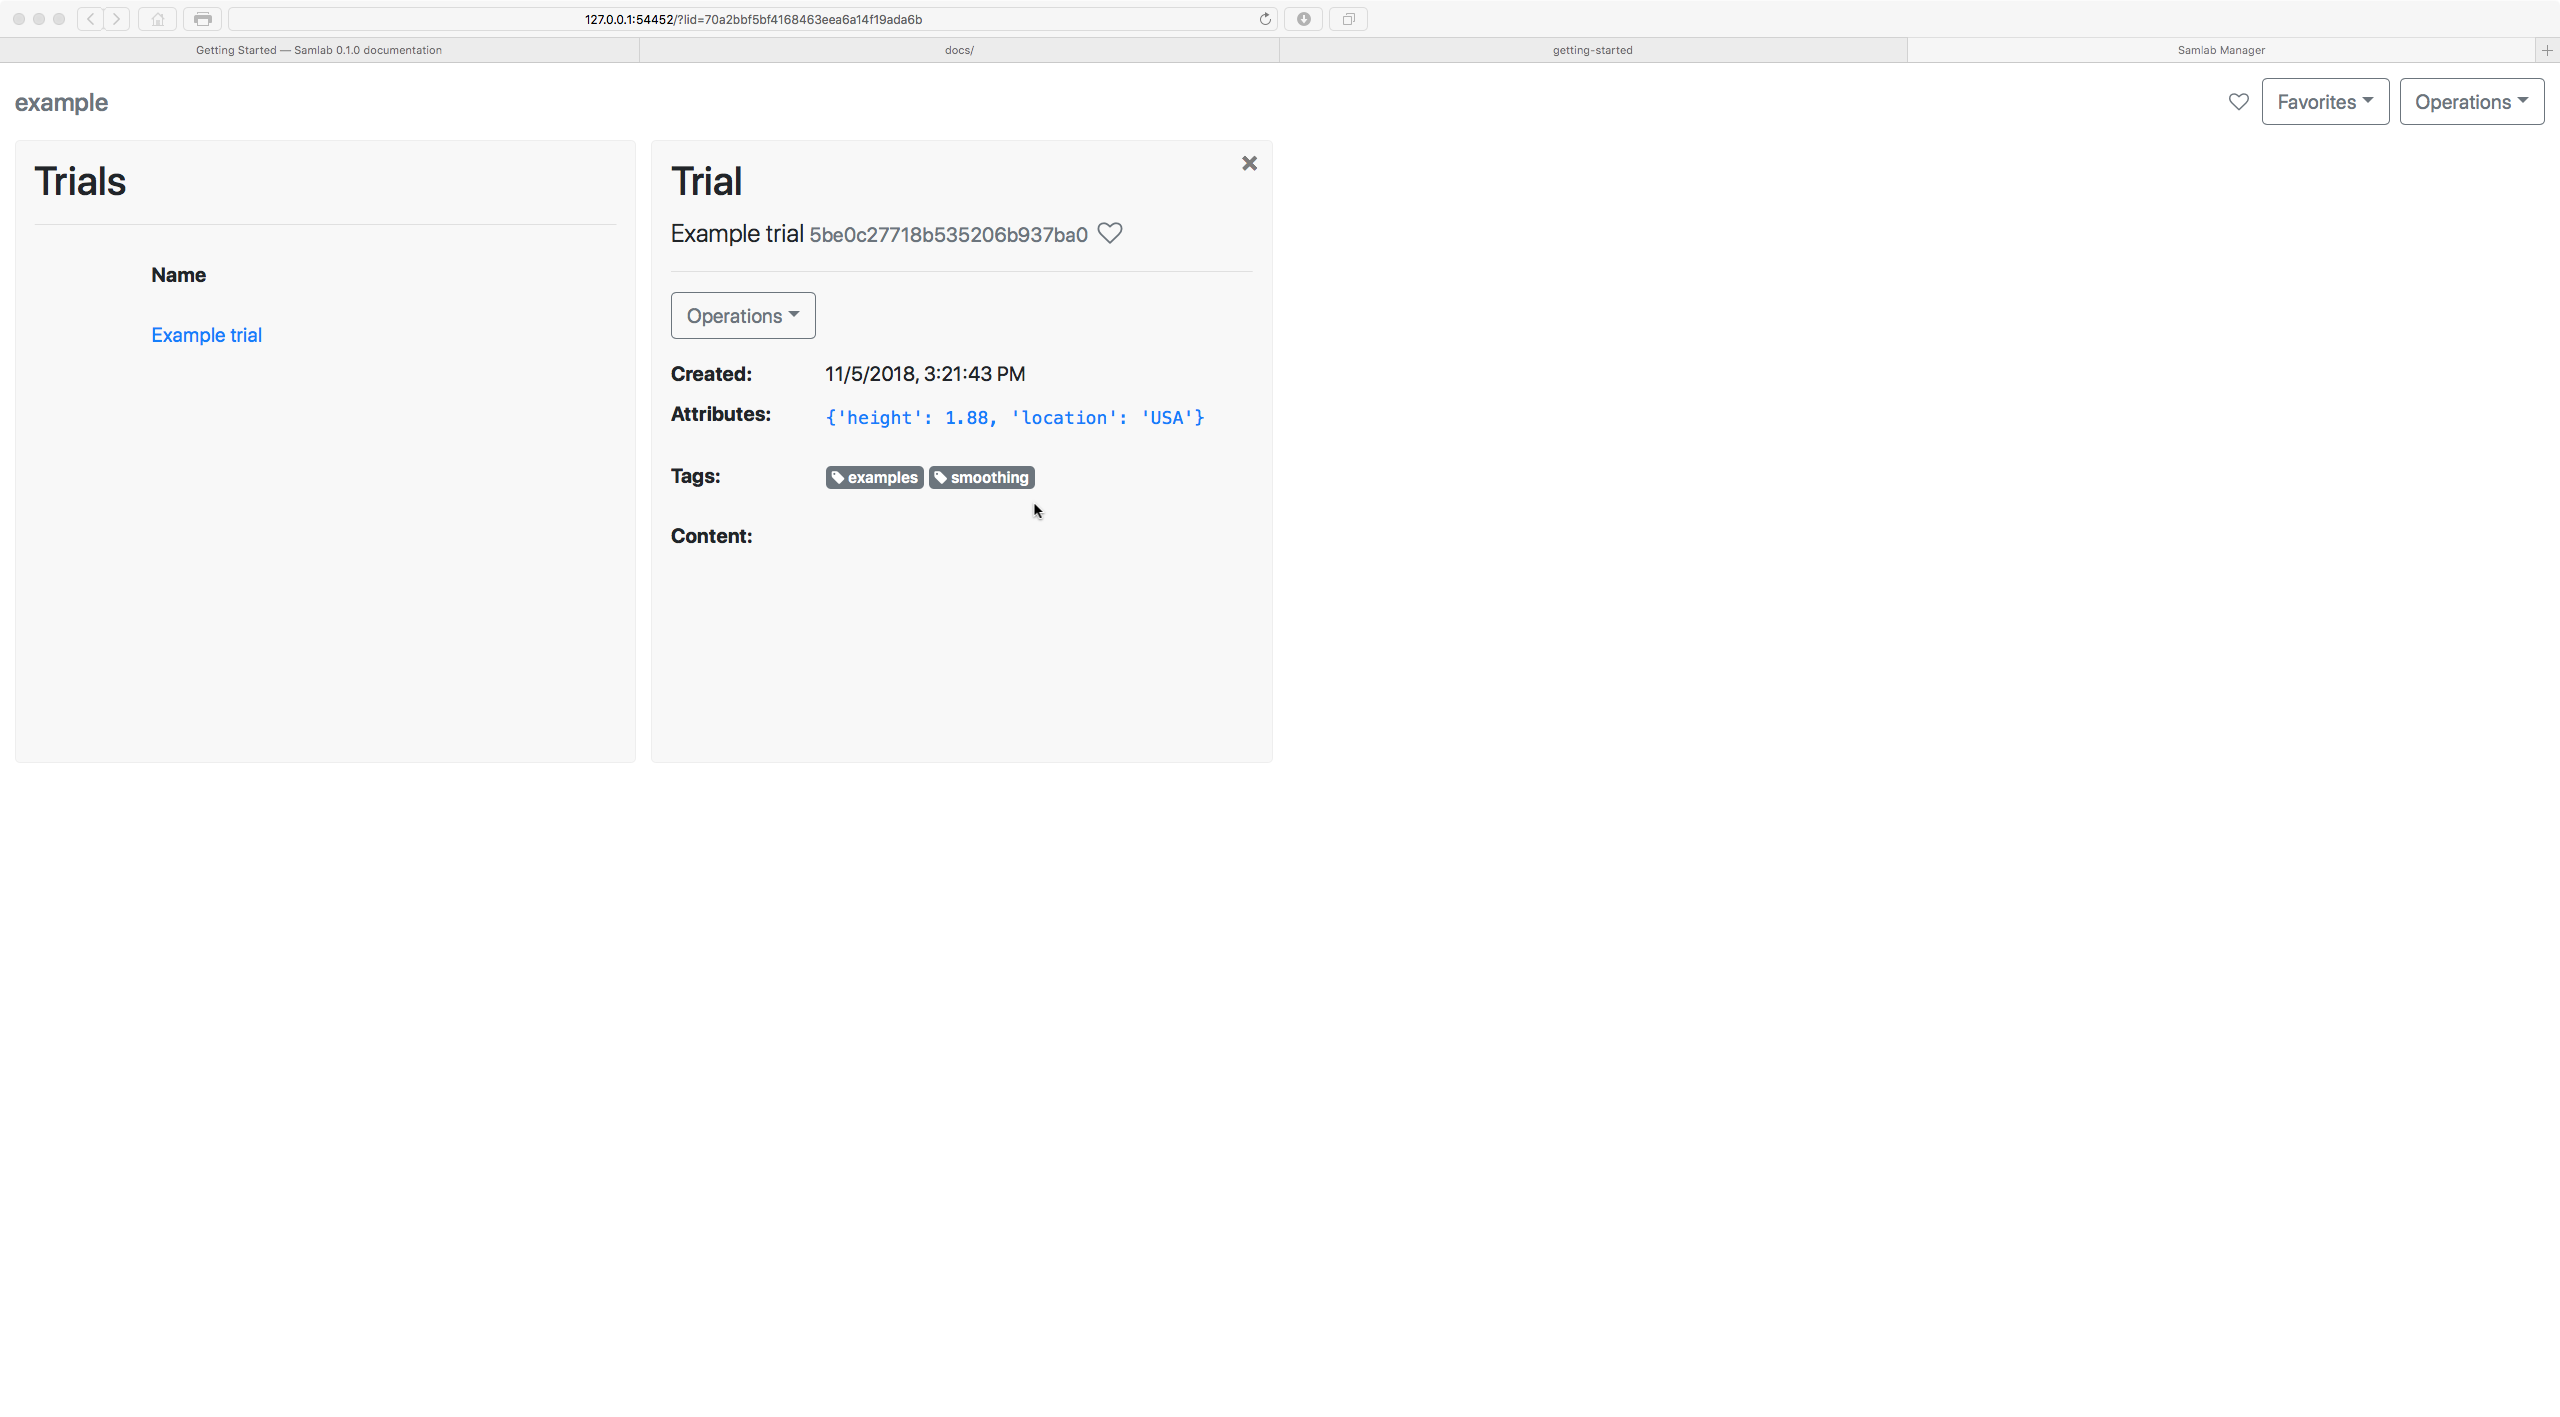 127.0.0.1:54452/?lid=70a2bbf5bf4168463eea6a14f19ada6b
Getting Started — Samlab 0.1.0 documentation
docs/
getting-started
Samlab Manager
example
Favorites
Operations
Trials
Name
Example trial
Trial
Example trial 5be0c27718b535206b937ba0
Operations
Created: 11/5/2018, 3:21:43 PM
Attributes: {'height': 1.88, 'location': 'USA'}
Tags: examples smoothing
Content: